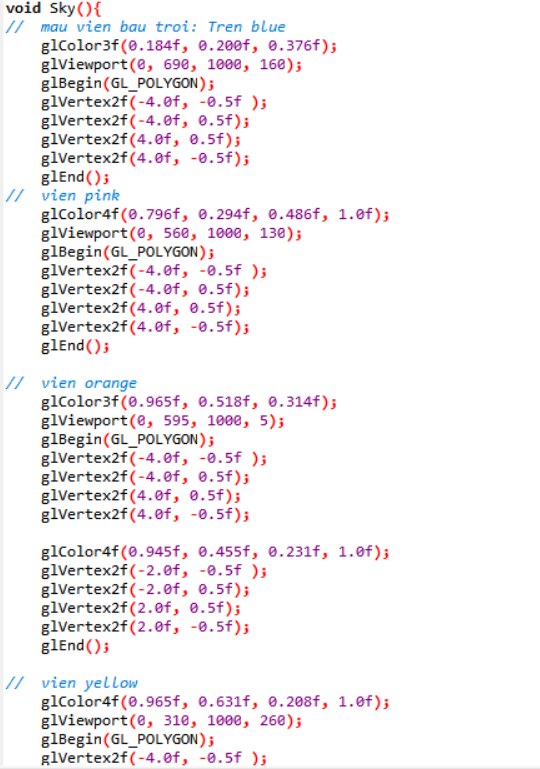 void Sky(){
//  mau vien bau troi: Tren blue
    glColor3f(0.184f, 0.200f, 0.376f);
    glViewport(0, 690, 1000, 160);
    glBegin(GL_POLYGON);
    glVertex2f(-4.0f, -0.5f );
    glVertex2f(-4.0f, 0.5f);
    glVertex2f(4.0f, 0.5f);
    glVertex2f(4.0f, -0.5f);
    glEnd();
//  vien pink
    glColor4f(0.796f, 0.294f, 0.486f, 1.0f);
    glViewport(0, 560, 1000, 130);
    glBegin(GL_POLYGON);
    glVertex2f(-4.0f, -0.5f );
    glVertex2f(-4.0f, 0.5f);
    glVertex2f(4.0f, 0.5f);
    glVertex2f(4.0f, -0.5f);
    glEnd();

//  vien orange
    glColor3f(0.965f, 0.518f, 0.314f);
    glViewport(0, 595, 1000, 5);
    glBegin(GL_POLYGON);
    glVertex2f(-4.0f, -0.5f );
    glVertex2f(-4.0f, 0.5f);
    glVertex2f(4.0f, 0.5f);
    glVertex2f(4.0f, -0.5f);

    glColor4f(0.945f, 0.455f, 0.231f, 1.0f);
    glVertex2f(-2.0f, -0.5f );
    glVertex2f(-2.0f, 0.5f);
    glVertex2f(2.0f, 0.5f);
    glVertex2f(2.0f, -0.5f);
    glEnd();

//  vien yellow
    glColor4f(0.965f, 0.631f, 0.208f, 1.0f);
    glViewport(0, 310, 1000, 260);
    glBegin(GL_POLYGON);
    glVertex2f(-4.0f, -0.5f );